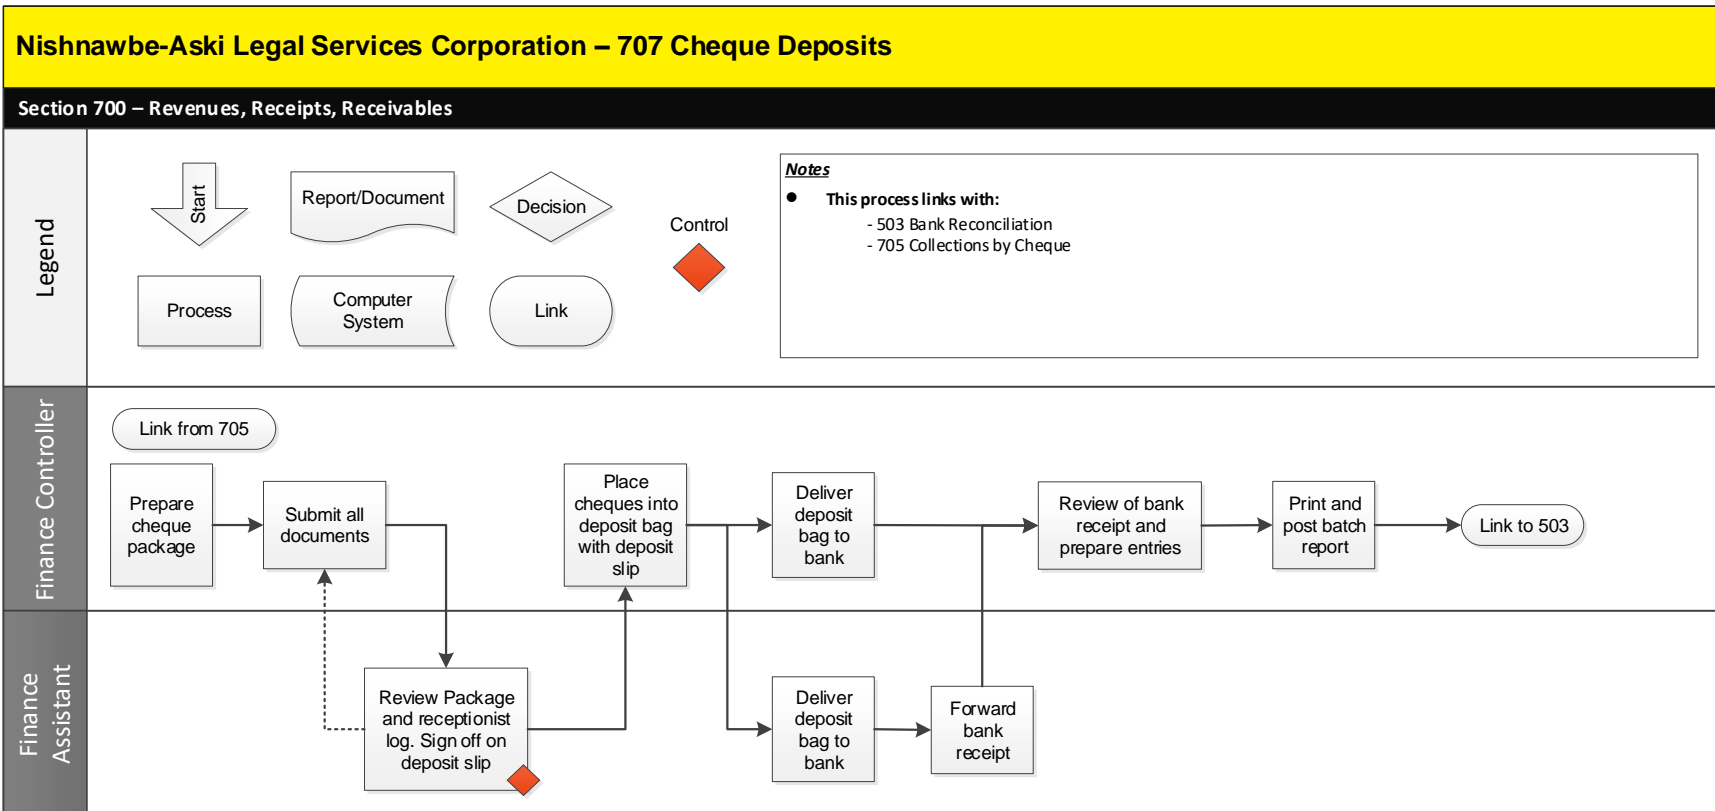 Nishnawbe-Aski Legal Services Corporation – 707 Cheque Deposits
Section 700 – Revenues, Receipts, Receivables
Legend
Start
Report/Document
Decision
Control
Process
Computer
System
Link
Notes
● This process links with:
- 503 Bank Reconciliation
- 705 Collections by Cheque
Finance Controller
Link from 705
Prepare
cheque
package
Submit all
documents
Place
cheques into
deposit bag
with deposit
slip
Deliver
deposit
bag to
bank
Review of bank
receipt and
prepare entries
Print and
post batch
report
Link to 503
Finance
Assistant
Review Package
and receptionist
log. Sign off on
deposit slip
Deliver
deposit
bag to
bank
Forward
bank
receipt